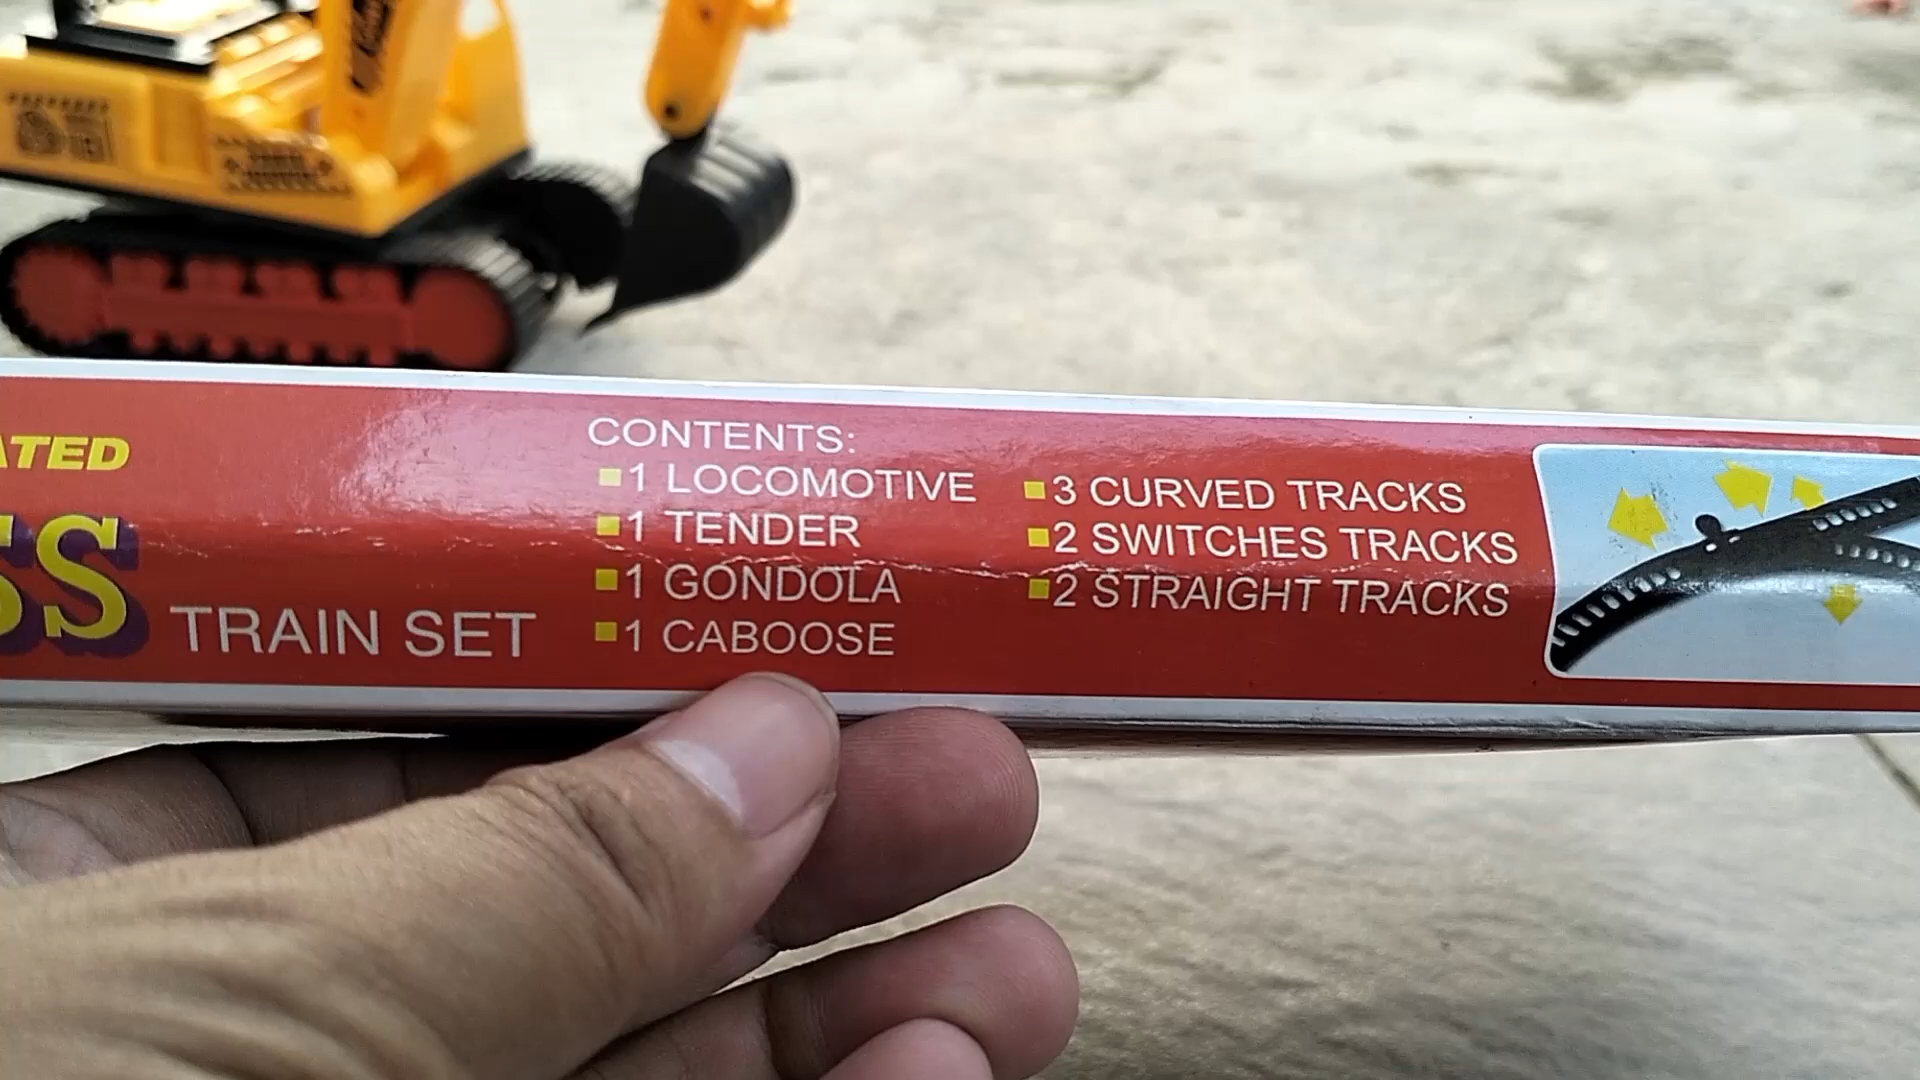 ATED
SS
TRAIN SET
CONTENTS:
1 LOCOMOTIVE
1 TENDER
1 GONDOLA
1 CABOOSE
3 CURVED TRACKS
2 SWITCHES TRACKS
2 STRAIGHT TRACKS